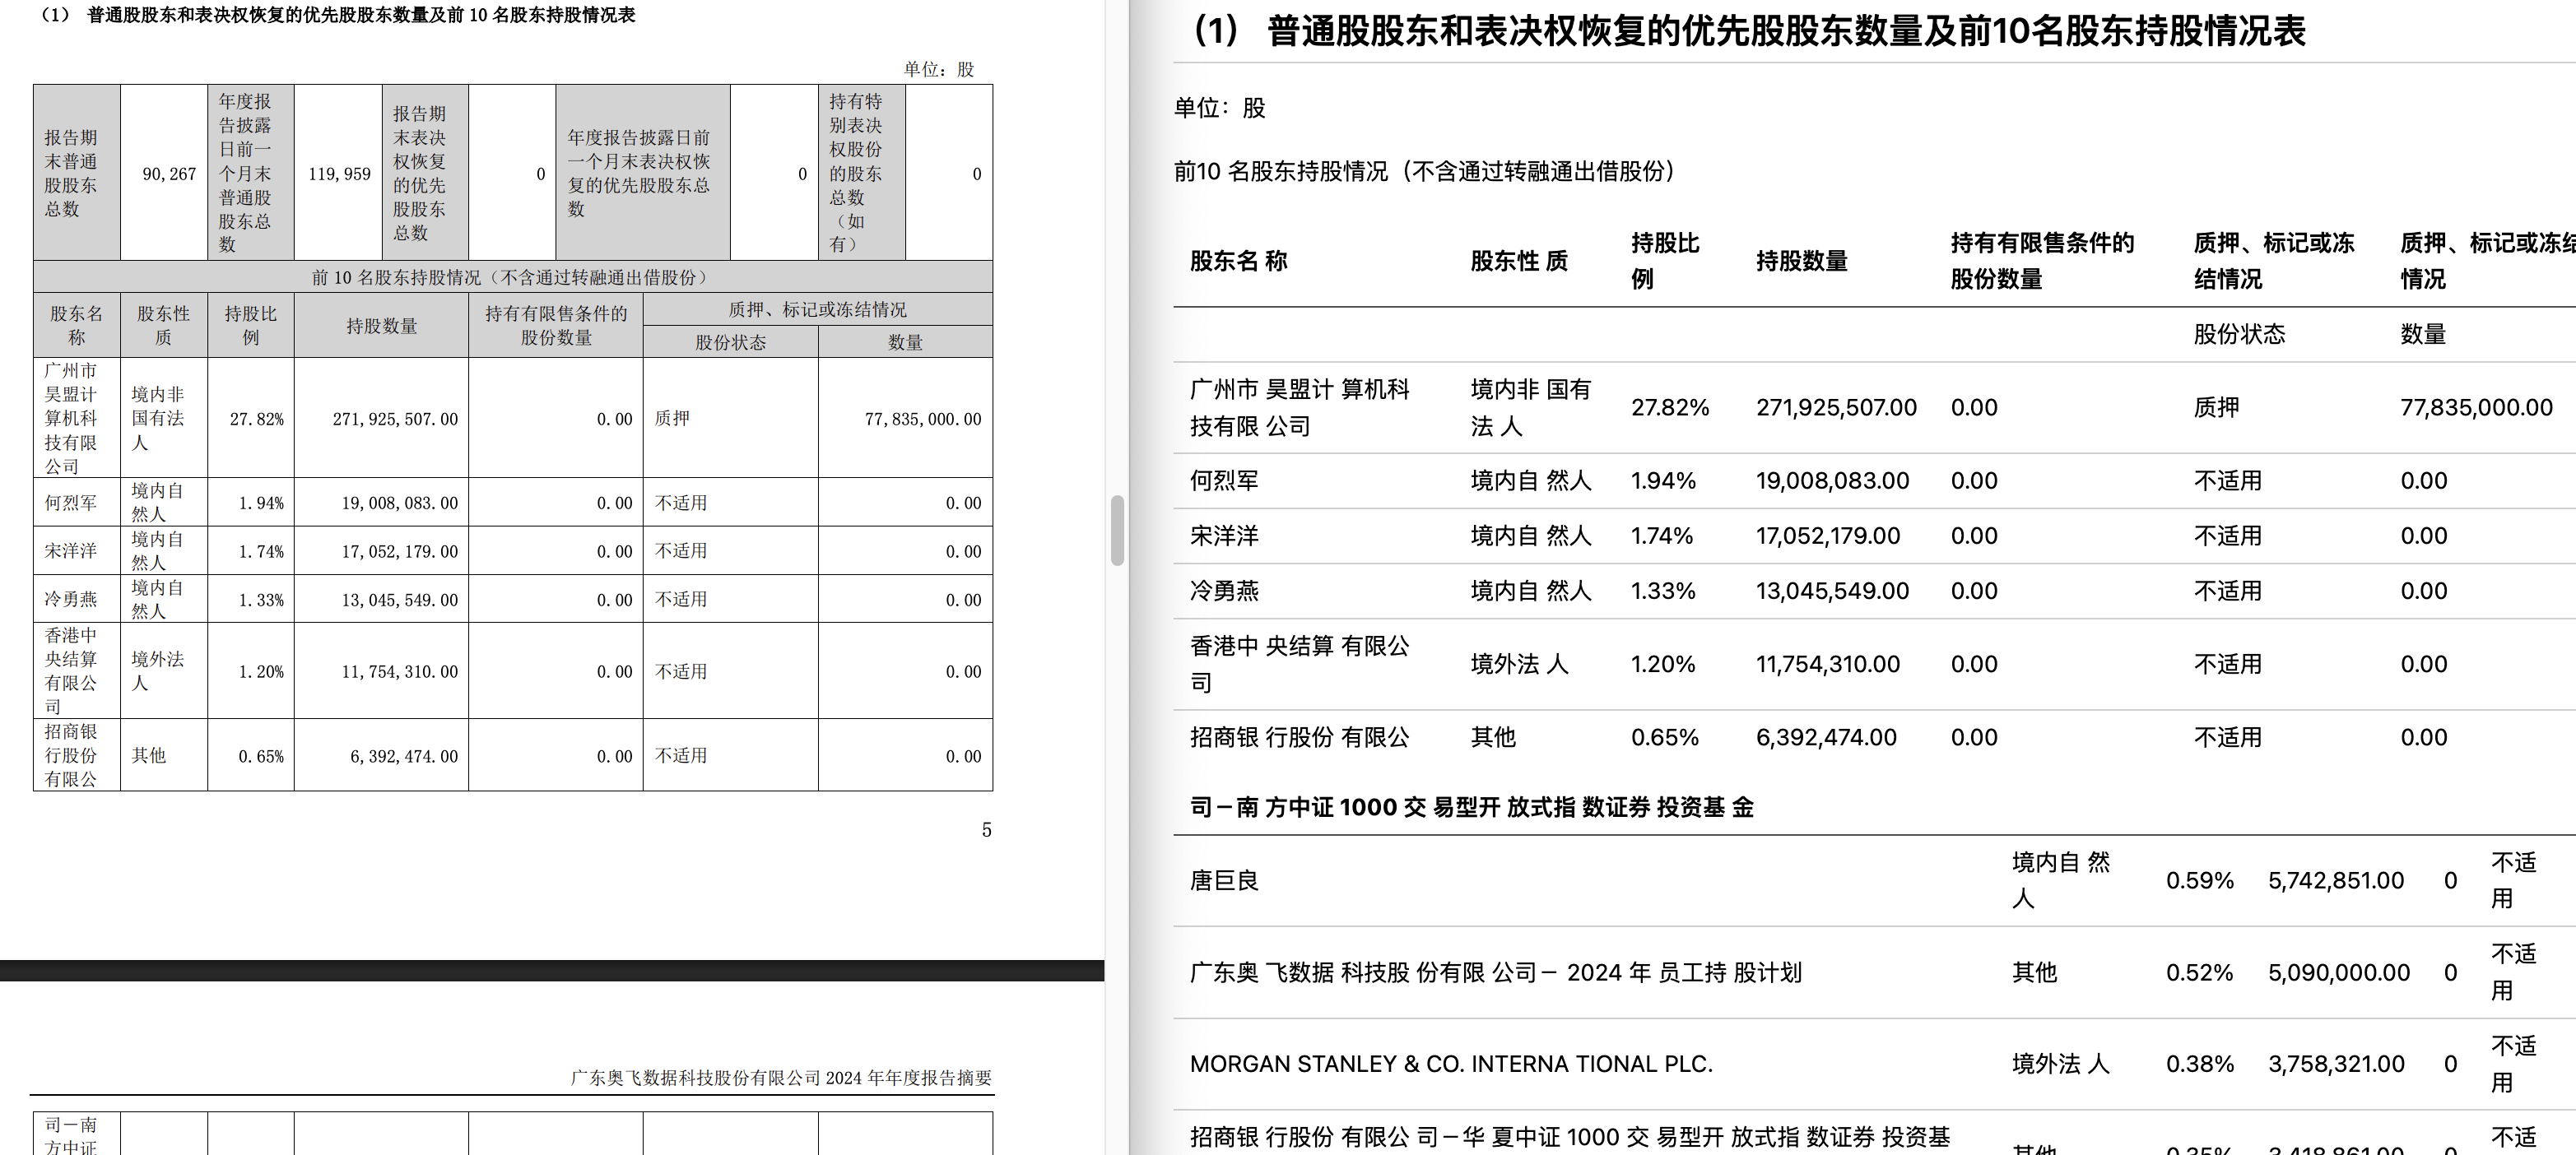 （1） 普通股股东和表决权恢复的优先股股东数量及前 10 名股东持股情况表
单位：股
报告期
末普通
股股东
总数
90,267
年度报
告披露
日前一
个月末
普通股
股东总
数
119,959
报告期
末表决
权恢复
的优先
股股东
总数
0
年度报告披露日前
一个月末表决权恢
复的优先股股东总
数
0
持有特
别表决
权股份
的股东
总数
（如
有）
0
前 10 名股东持股情况（不含通过转融通出借股份）
股东名
称
股东性
质
持股比
例
持股数量
持有有限售条件的
股份数量
质押、标记或冻结情况
股份状态
数量
广州市
昊盟计
算机科
技有限
公司
境内非
国有法
人
27.82%
271,925,507.00
0.00
质押
77,835,000.00
何烈军
境内自
然人
1.94%
19,008,083.00
0.00
不适用
0.00
宋洋洋
境内自
然人
1.74%
17,052,179.00
0.00
不适用
0.00
冷勇燕
境内自
然人
1.33%
13,045,549.00
0.00
不适用
0.00
香港中
央结算
有限公
司
境外法
人
1.20%
11,754,310.00
0.00
不适用
0.00
招商银
行股份
有限公
其他
0.65%
6,392,474.00
0.00
不适用
0.00
5
广东奥飞数据科技股份有限公司 2024 年年度报告摘要
司－南
方中证
（1） 普通股股东和表决权恢复的优先股股东数量及前10名股东持股情况表
单位：股
前10 名股东持股情况（不含通过转融通出借股份）
股东名 称
股东性 质
持股比
例
持股数量
持有有限售条件的
股份数量
质押、标记或冻
结情况
质押、标记或冻结
情况
股份状态
数量
广州市 昊盟计 算机科
技有限 公司
境内非 国有
法 人
27.82%
271,925,507.00
0.00
质押
77,835,000.00
何烈军
境内自 然人
1.94%
19,008,083.00
0.00
不适用
0.00
宋洋洋
境内自 然人
1.74%
17,052,179.00
0.00
不适用
0.00
冷勇燕
境内自 然人
1.33%
13,045,549.00
0.00
不适用
0.00
香港中 央结算 有限公
司
境外法 人
1.20%
11,754,310.00
0.00
不适用
0.00
招商银 行股份 有限公
其他
0.65%
6,392,474.00
0.00
不适用
0.00
司－南 方中证 1000 交 易型开 放式指 数证券 投资基 金
唐巨良
境内自 然
人
0.59%
5,742,851.00
0
不适
用
广东奥 飞数据 科技股 份有限 公司－ 2024 年 员工持 股计划
其他
0.52%
5,090,000.00
0
不适
用
MORGAN STANLEY & CO. INTERNA TIONAL PLC.
境外法 人
0.38%
3,758,321.00
0
不适
用
招商银 行股份 有限公 司－华 夏中证 1000 交 易型开 放式指 数证券 投资基
其他
0.35%
3,418,861.00
0
不适